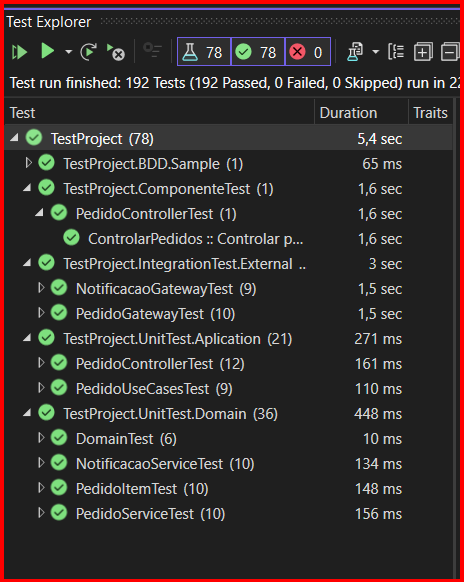 Test Explorer
78 78 0
Test run finished: 192 Tests (192 Passed, 0 Failed, 0 Skipped) run in 22
Test Duration Traits
TestProject (78) 5,4 sec
TestProject.BDD.Sample (1) 65 ms
TestProject.ComponenteTest (1) 1,6 sec
PedidoControllerTest (1) 1,6 sec
ControlarPedidos :: Controlar p... 1,6 sec
TestProject.IntegrationTest.External .. 3 sec
NotificacaoGatewayTest (9) 1,5 sec
PedidoGatewayTest (10) 1,5 sec
TestProject.UnitTest.Aplication (21) 271 ms
PedidoControllerTest (12) 161 ms
PedidoUseCasesTest (9) 110 ms
TestProject.UnitTest.Domain (36) 448 ms
DomainTest (6) 10 ms
NotificacaoServiceTest (10) 134 ms
PedidoItemTest (10) 148 ms
PedidoServiceTest (10) 156 ms